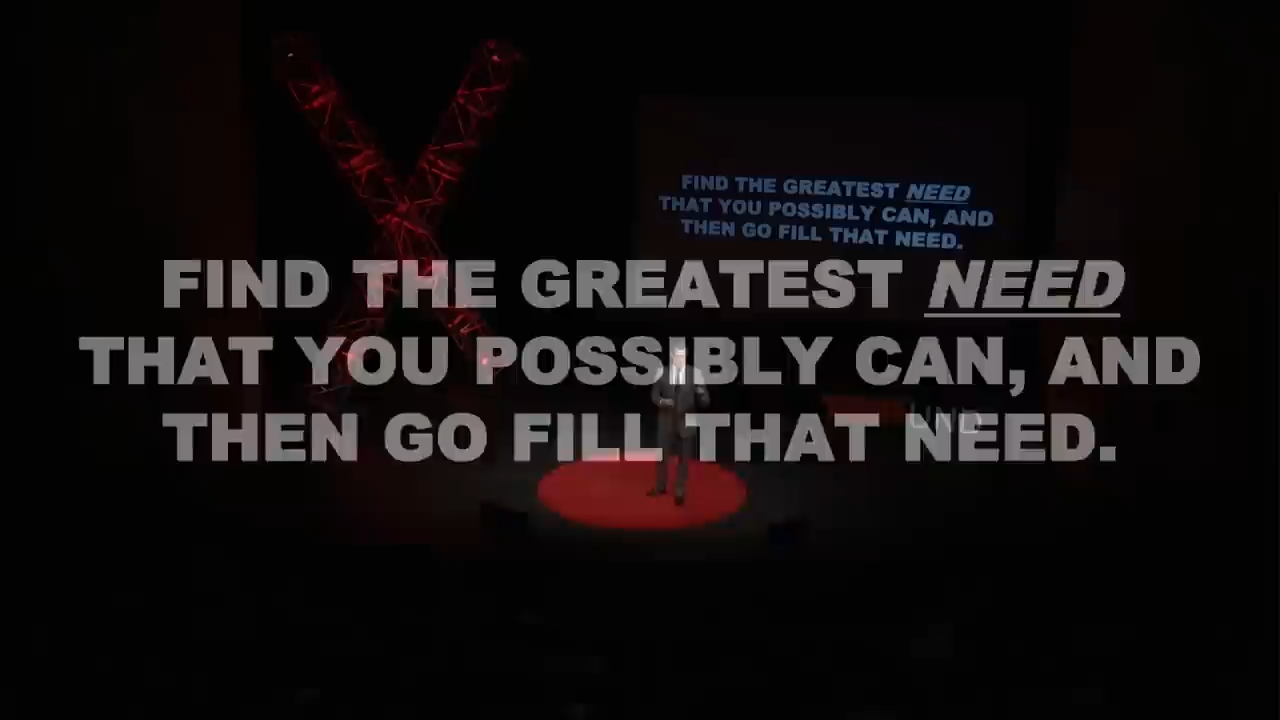 FIND THE GREATEST NEED
THAT YOU POSSIBLY CAN, AND
THEN GO FILL THAT NEED.
FIND THE GREATEST NEED
THAT YOU POSSIBLY CAN, AND
THEN GO FILL THAT NEED.
UND
X